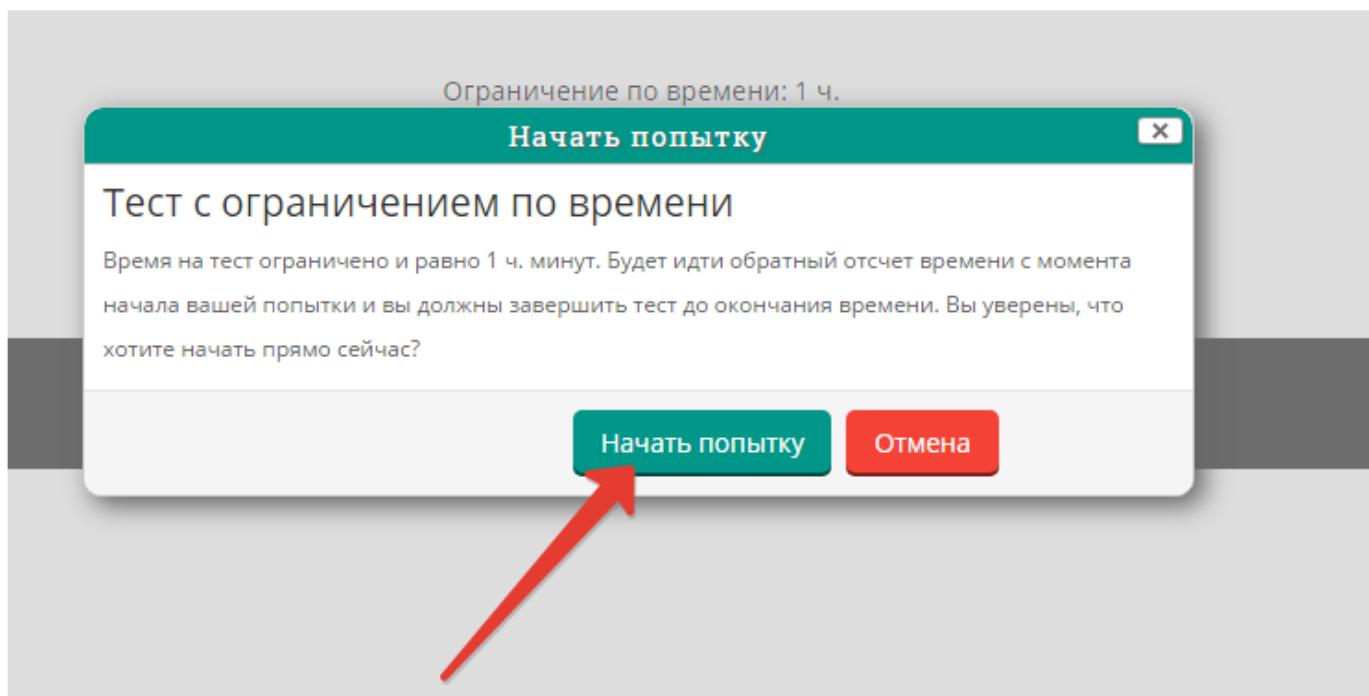 Ограничение по времени: 1 ч.
Начать попытку
Тест с ограничением по времени
Время на тест ограничено и равно 1 ч. минут. Будет идти обратный отсчет времени с момента
начала вашей попытки и вы должны завершить тест до окончания времени. Вы уверены, что
хотите начать прямо сейчас?
Начать попытку
Отмена